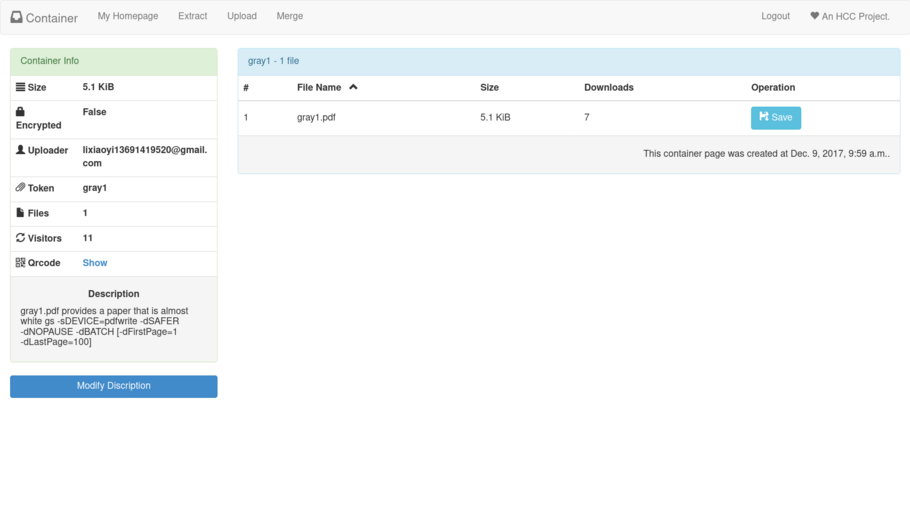 Container My Homepage Extract Upload Merge Logout An HCC Project.
Container Info
Size 5.1 KiB
Encrypted False
Uploader lixiaoyi13691419520@gmail.
com
Token gray1
Files 1
Visitors 11
Qrcode Show
Description
gray1.pdf provides a paper that is almost
white gs -sDEVICE=pdfwrite -dSAFER
-dNOPAUSE -dBATCH [-dFirstPage=1
-dLastPage=100]
Modify Discription
gray1 - 1 file
# File Name Size Downloads Operation
1 gray1.pdf 5.1 KiB 7 Save
This container page was created at Dec. 9, 2017, 9:59 a.m..